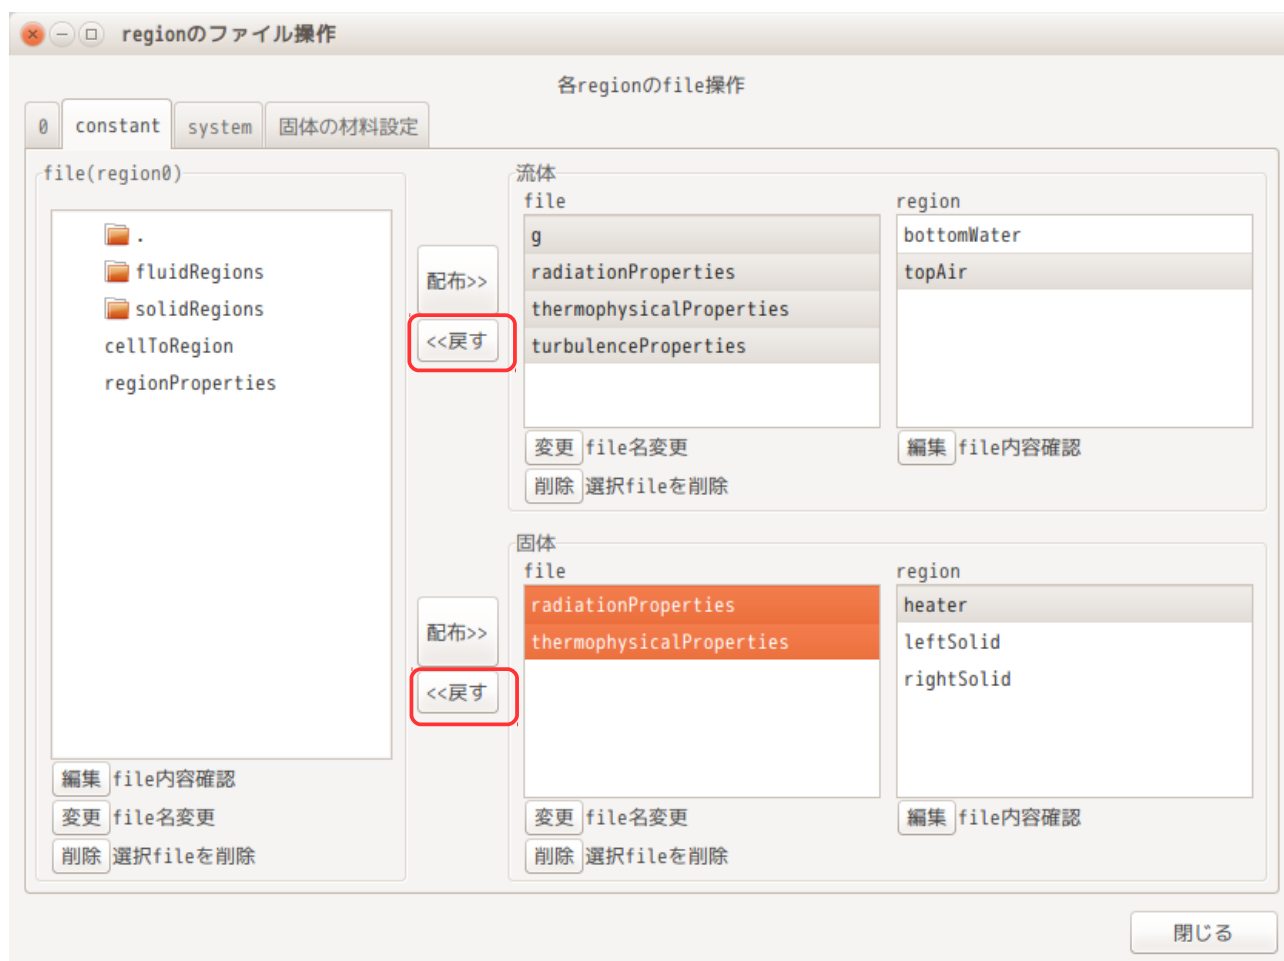 regionのファイル操作
各regionのfile操作
0
constant
system
固体の材料設定
file(region0)
.
fluidRegions
solidRegions
cellToRegion
regionProperties
編集 file内容確認
変更 file名変更
削除 選択fileを削除
配布>>
<<戻す
流体
file
g
radiationProperties
thermophysicalProperties
turbulenceProperties
変更 file名変更
削除 選択fileを削除
region
bottomWater
topAir
編集 file内容確認
配布>>
<<戻す
固体
file
radiationProperties
thermophysicalProperties
変更 file名変更
削除 選択fileを削除
region
heater
leftSolid
rightSolid
編集 file内容確認
閉じる